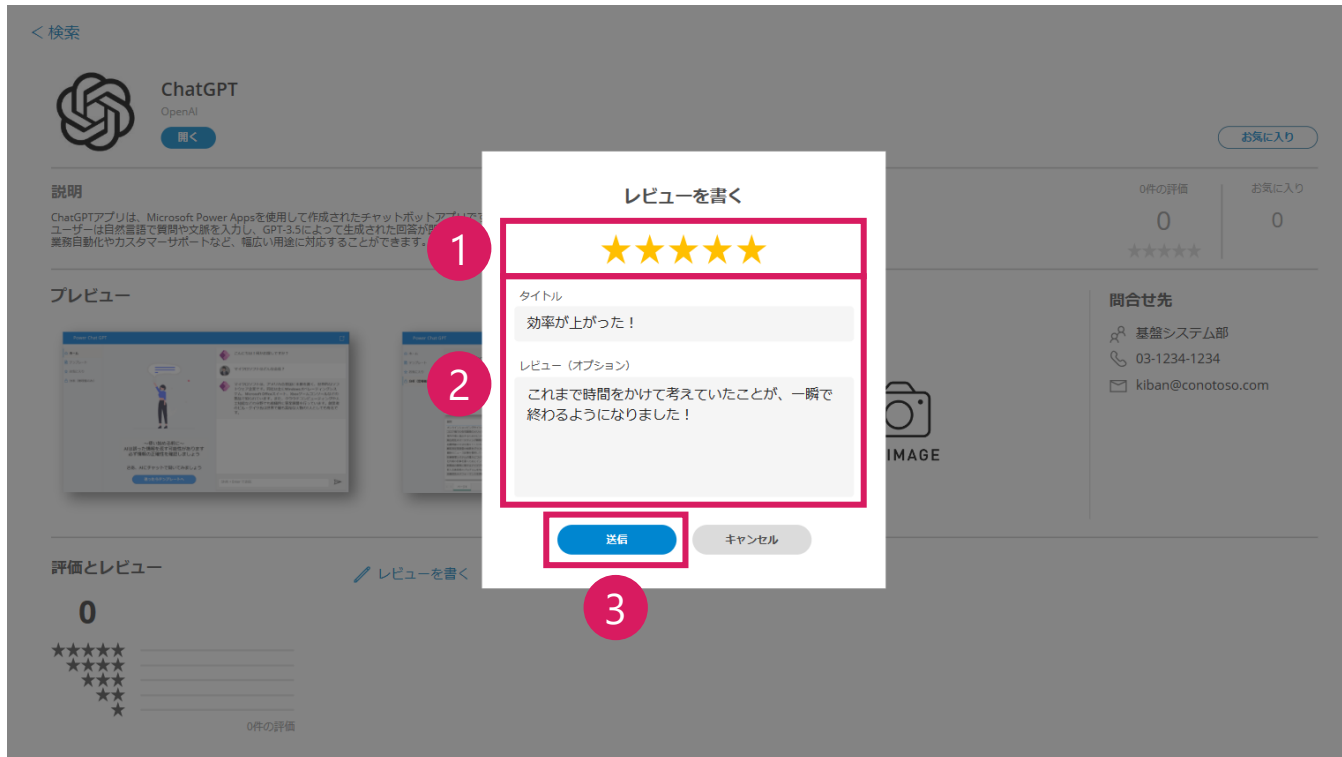 < 検索
ChatGPT
OpenAI
開く
お気に入り
説明
ChatGPTアプリは、Microsoft Power Appsを使用して作成されたチャットボットアプリです
ユーザーは自然言語で質問や文脈を入力し、GPT-3.5によって生成された回答が
業務自動化やカスタマーサポートなど、幅広い用途に対応することができます。
0件の評価
お気に入り
0
0
★★★★★
レビューを書く
1
★★★★★
タイトル
効率が上がった！
2
レビュー（オプション）
これまで時間をかけて考えていたことが、一瞬で
終わるようになりました！
送信
キャンセル
3
プレビュー
Power Chat GPT
Power Chat GPT
IMAGE
問合せ先
基盤システム部
03-1234-1234
kiban@conotoso.com
評価とレビュー
レビューを書く
0
★★★★★
★★★★
★★★
★★
★
0件の評価